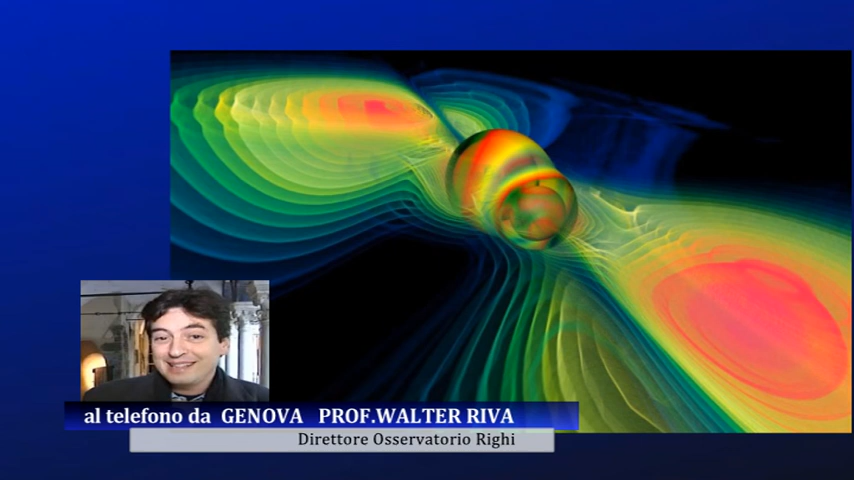 al telefono da GENOVA PROF.WALTER RIVA
Direttore Osservatorio Righi